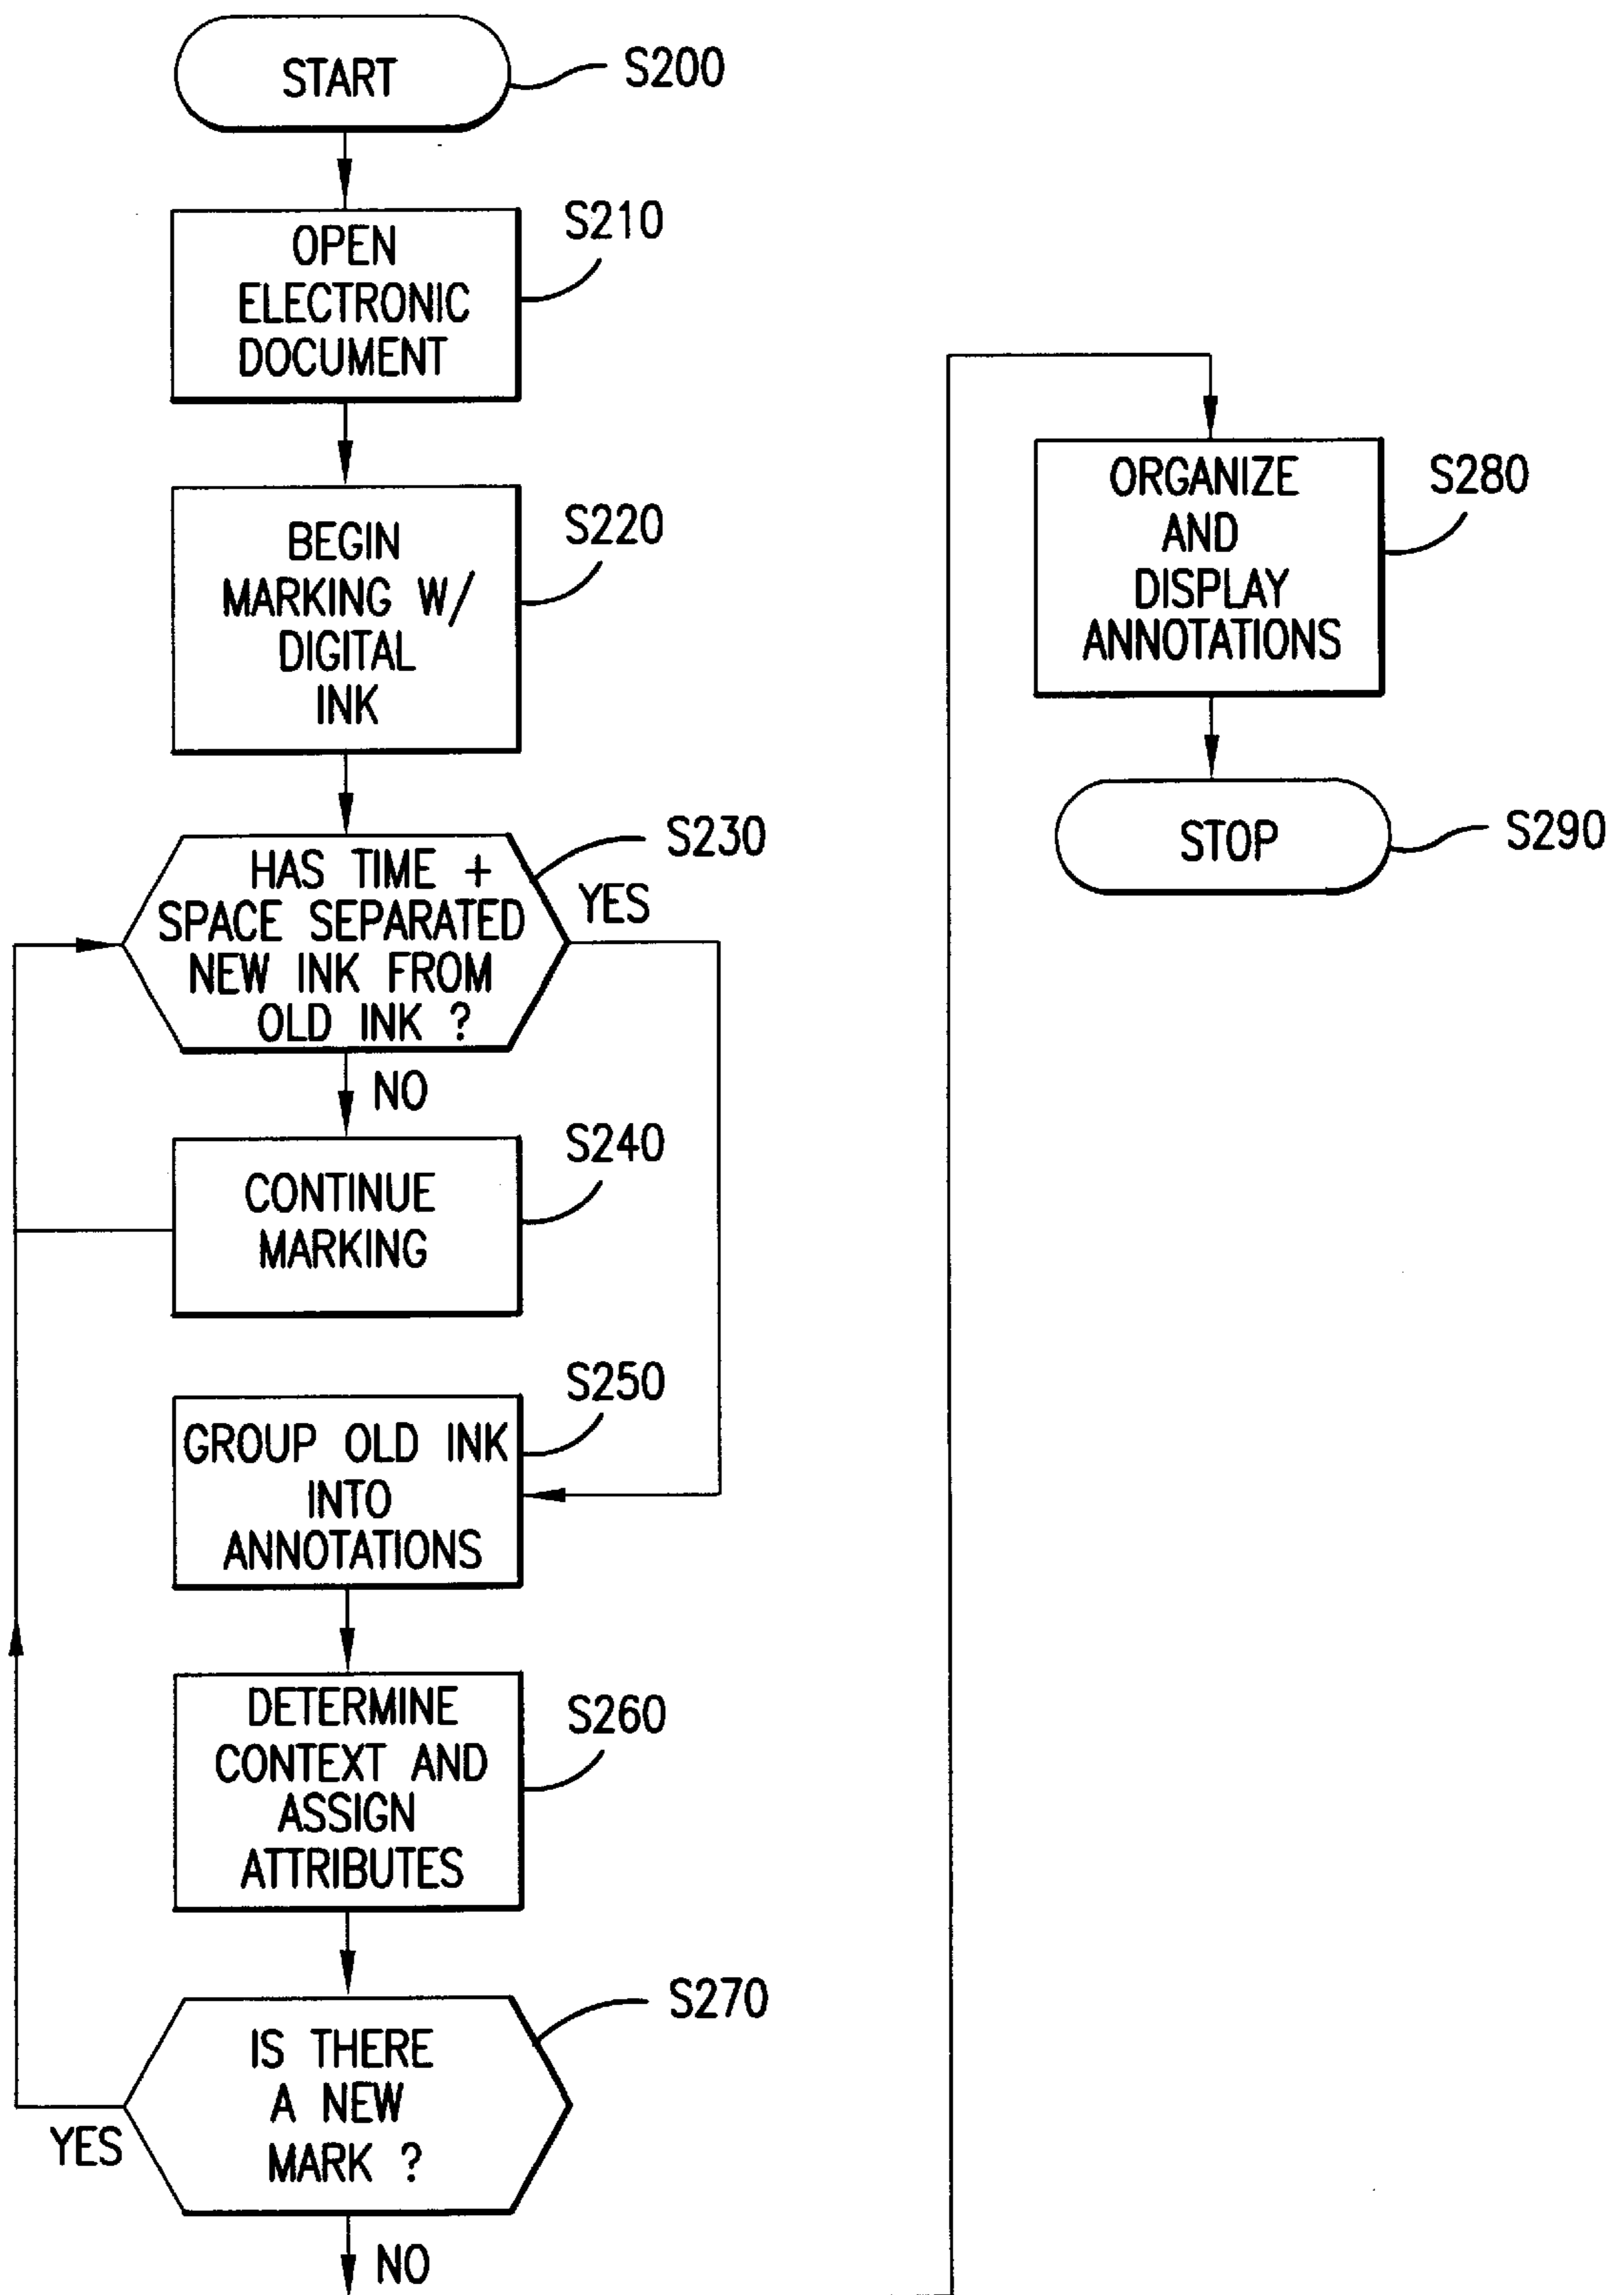 START
S200
OPEN
ELECTRONIC
DOCUMENT
S210
BEGIN
MARKING W/
DIGITAL
INK
S220
HAS TIME +
SPACE SEPARATED
NEW INK FROM
OLD INK ?
S230
YES
NO
CONTINUE
MARKING
S240
GROUP OLD INK
INTO
ANNOTATIONS
S250
DETERMINE
CONTEXT AND
ASSIGN
ATTRIBUTES
S260
IS THERE
A NEW
MARK ?
S270
YES
NO
ORGANIZE
AND
DISPLAY
ANNOTATIONS
S280
STOP
S290